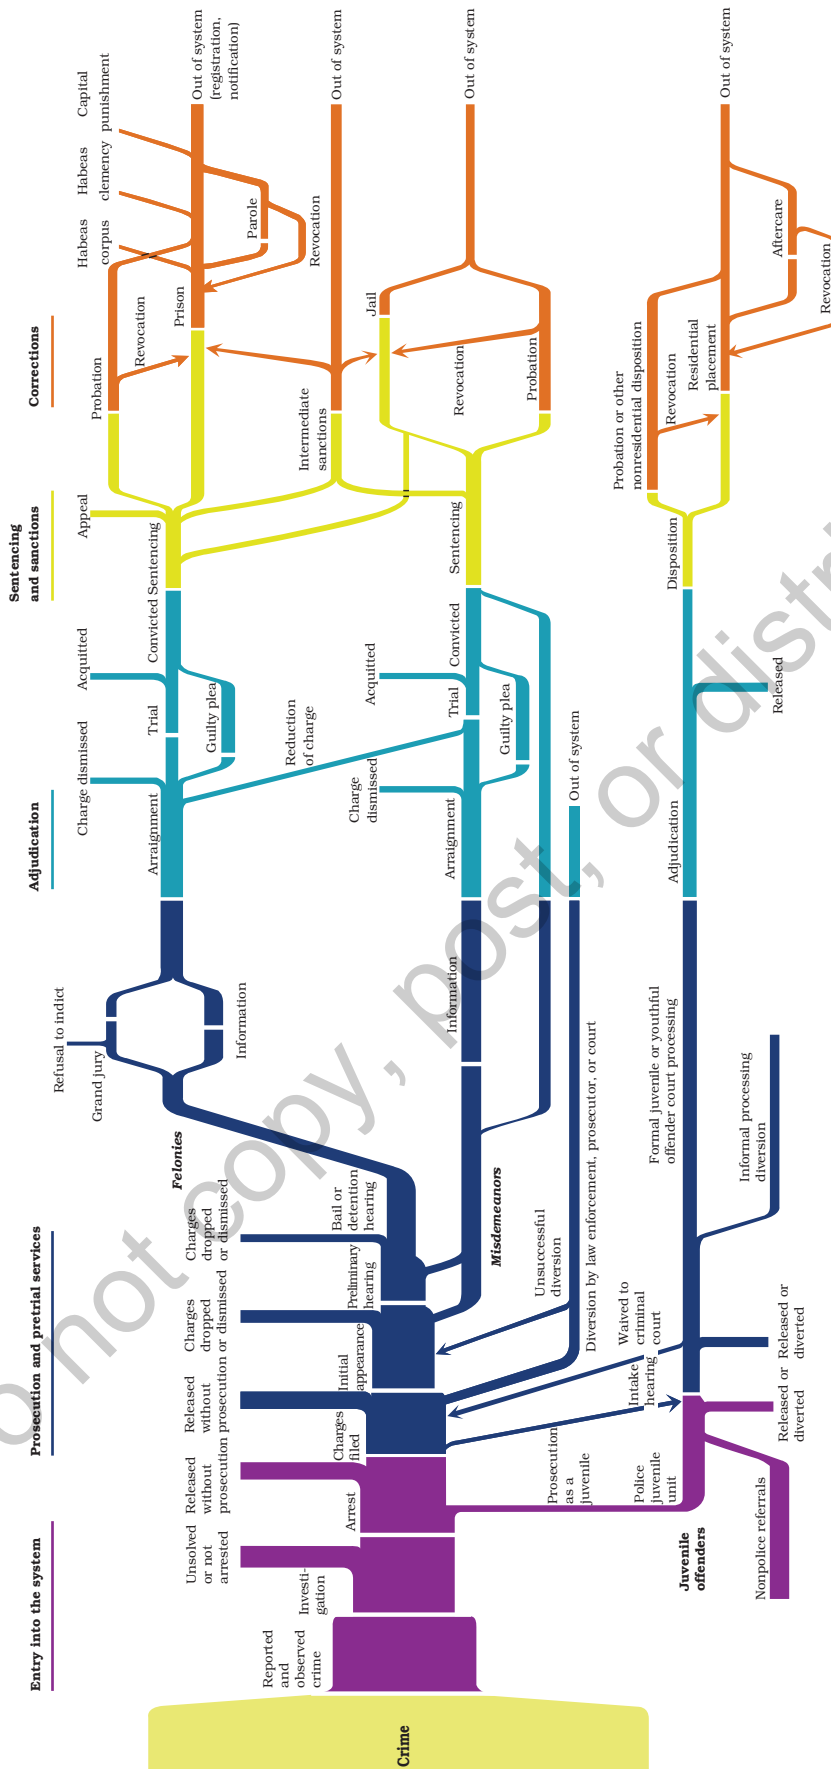 Entry into the system
Prosecution and pretrial services
Adjudication
Sentencing
and sanctions
Corrections
Crime
Reported
and
observed
crime
Investi-
gation
Unsolved
or not
arrested
Arrest
Released
without
prosecution
Charges
filed
Released
without
prosecution
Initial
appearance
Charges
dropped
or dismissed
Preliminary
hearing
Charges
dropped
or dismissed
Bail or
detention
hearing
Felonies
Grand jury
Refusal to indict
Information
Arraignment
Charge dismissed
Trial
Acquitted
Guilty plea
Convicted
Sentencing
Appeal
Probation
Revocation
Prison
Habeas
corpus
Habeas
clemency
Capital
punishment
Parole
Revocation
Out of system
(registration,
notification)
Reduction
of charge
Intermediate
sanctions
Out of system
Misdemeanors
Information
Arraignment
Charge
dismissed
Trial
Acquitted
Guilty plea
Convicted
Sentencing
Jail
Revocation
Probation
Out of system
Unsuccessful
diversion
Diversion by law enforcement, prosecutor, or court
Out of system
Prosecution
as a
juvenile
Waived to
criminal
court
Police
juvenile
unit
Intake
hearing
Juvenile
offenders
Nonpolice referrals
Released or
diverted
Released or
diverted
Formal juvenile or youthful
offender court processing
Informal processing
diversion
Adjudication
Released
Disposition
Probation or other
nonresidential disposition
Revocation
Residential
placement
Aftercare
Revocation
Out of system
not copy, post, or